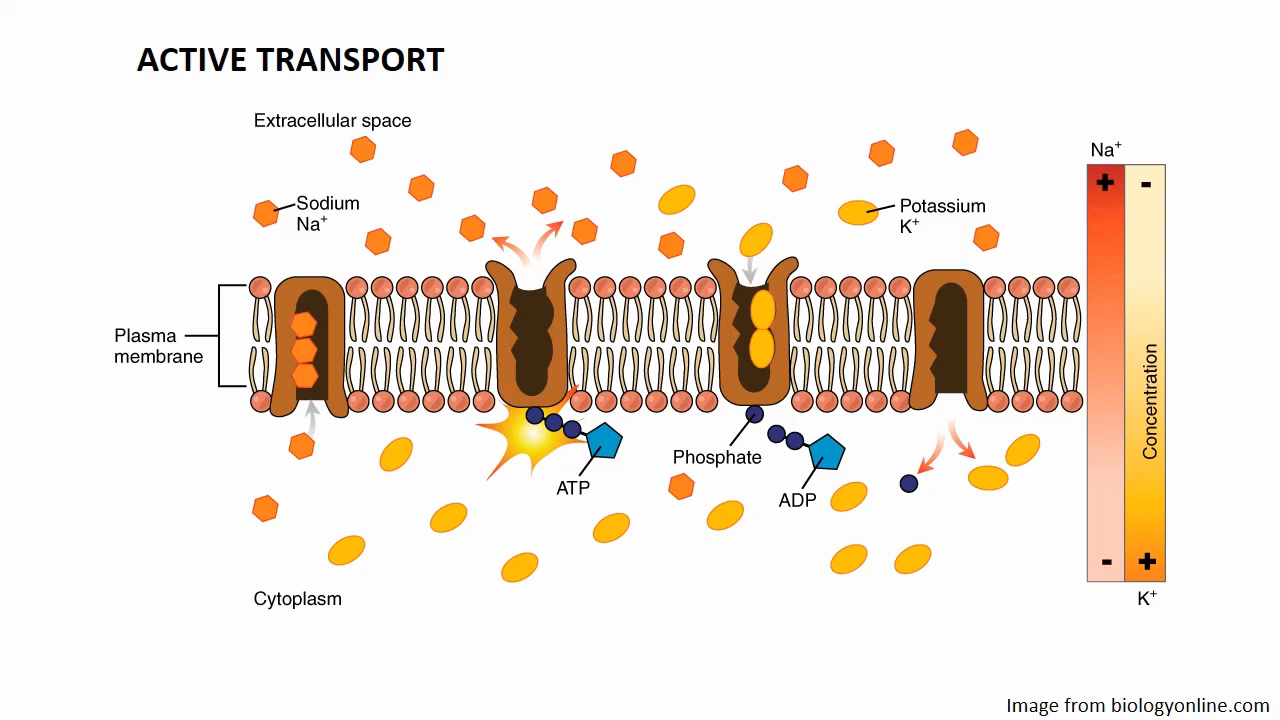 ACTIVE TRANSPORT
Extracellular space
Na⁺
+ -
Sodium
Na⁺
Potassium
K⁺
Plasma
membrane
Concentration
Phosphate
ATP
ADP
- +
Cytoplasm
K⁺
Image from biologyonline.com